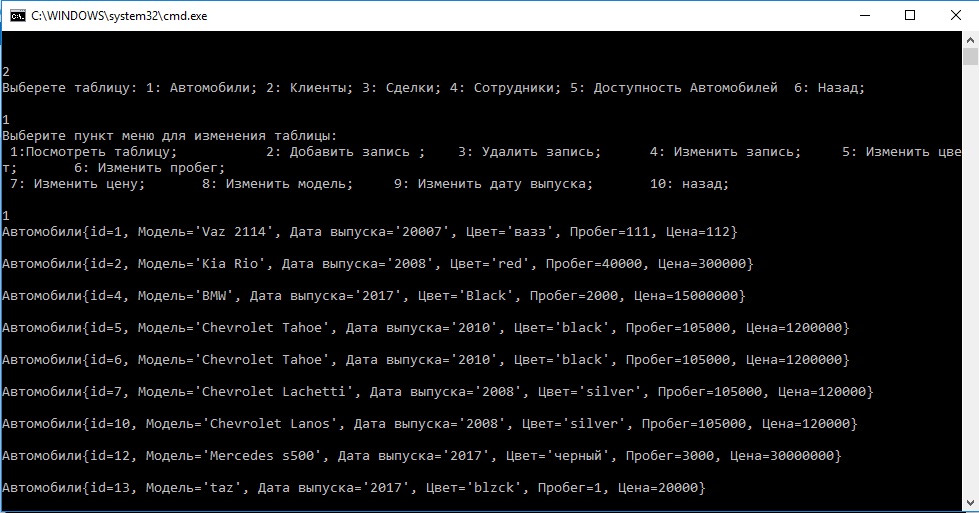 C:\WINDOWS\system32\cmd.exe
2
Выберете таблицу: 1: Автомобили; 2: Клиенты; 3: Сделки; 4: Сотрудники; 5: Доступность Автомобилей  6: Назад;
1
Выбирите пункт меню для изменения таблицы:
 1:Посмотреть таблицу;           2: Добавить запись ;    3: Удалить запись;      4: Изменить запись;     5: Изменить цве
т;       6: Изменить пробег;
 7: Изменить цену;       8: Изменить модель;     9: Изменить дату выпуска;       10: назад;
1
Автомобили{id=1, Модель='Vaz 2114', Дата выпуска='20007', Цвет='вазз', Пробег=111, Цена=112}
Автомобили{id=2, Модель='Kia Rio', Дата выпуска='2008', Цвет='red', Пробег=40000, Цена=300000}
Автомобили{id=4, Модель='BMW', Дата выпуска='2017', Цвет='Black', Пробег=2000, Цена=15000000}
Автомобили{id=5, Модель='Chevrolet Tahoe', Дата выпуска='2010', Цвет='black', Пробег=105000, Цена=1200000}
Автомобили{id=6, Модель='Chevrolet Tahoe', Дата выпуска='2010', Цвет='black', Пробег=105000, Цена=1200000}
Автомобили{id=7, Модель='Chevrolet Lachetti', Дата выпуска='2008', Цвет='silver', Пробег=105000, Цена=120000}
Автомобили{id=10, Модель='Chevrolet Lanos', Дата выпуска='2008', Цвет='silver', Пробег=105000, Цена=120000}
Автомобили{id=12, Модель='Mercedes s500', Дата выпуска='2017', Цвет='черный', Пробег=3000, Цена=30000000}
Автомобили{id=13, Модель='taz', Дата выпуска='2017', Цвет='blzck', Пробег=1, Цена=20000}